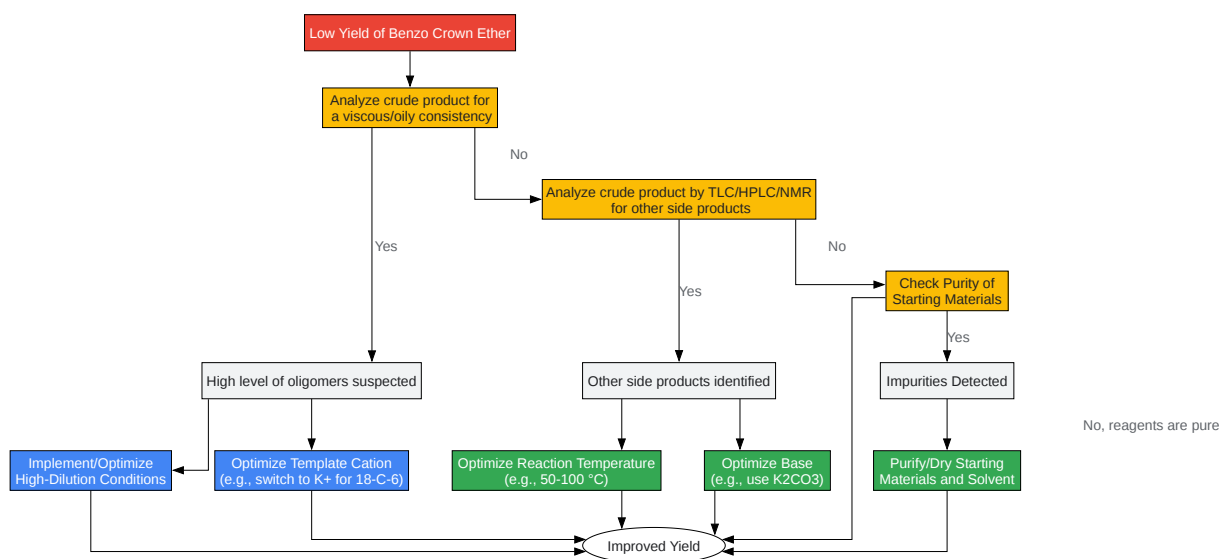 Low Yield of Benzo Crown Ether
Analyze crude product for
a viscous/oily consistency
No
Analyze crude product by TLC/HPLC/NMR
for other side products
Yes
No
Check Purity of
Starting Materials
Yes
Yes
High level of oligomers suspected
Other side products identified
Impurities Detected
No, reagents are pure
Implement/Optimize
High-Dilution Conditions
Optimize Template Cation
(e.g., switch to K+ for 18-C-6)
Optimize Reaction Temperature
(e.g., 50-100 °C)
Optimize Base
(e.g., use K2CO3)
Purify/Dry Starting
Materials and Solvent
Improved Yield